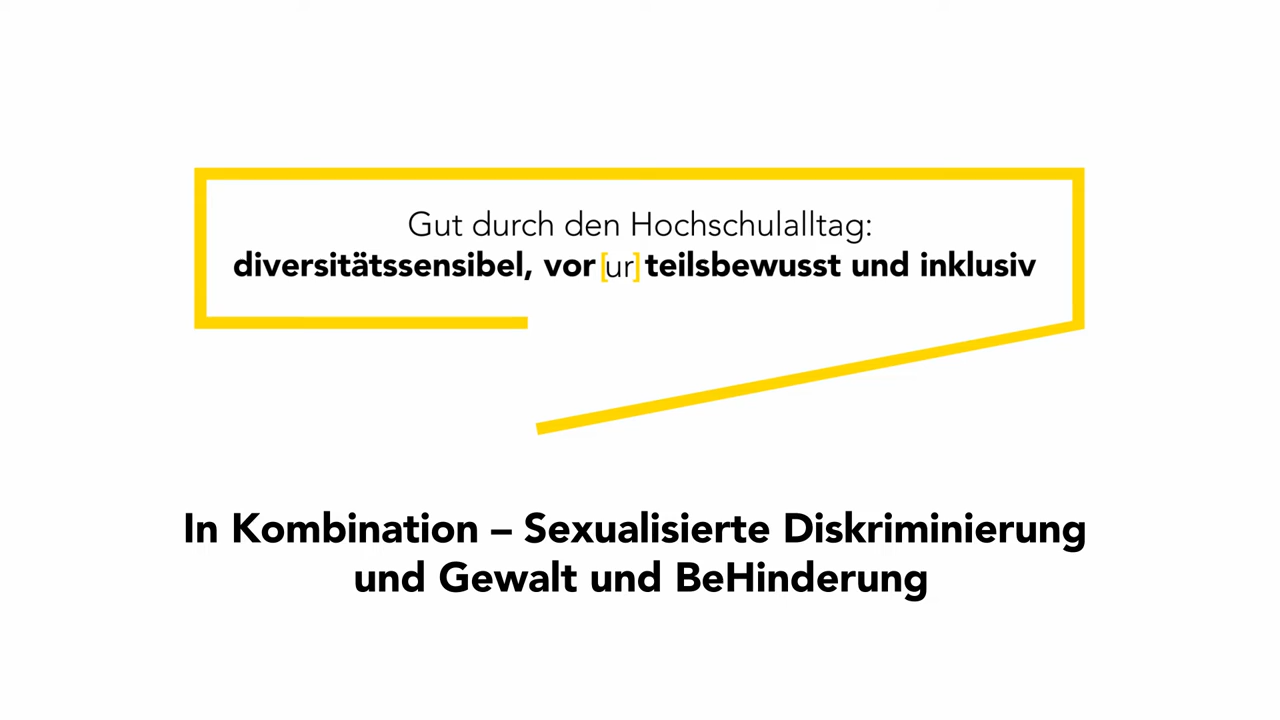 Gut durch den Hochschulalltag:
diversitätssensibel, vor[ur]teilsbewusst und inklusiv
In Kombination – Sexualisierte Diskriminierung
und Gewalt und BeHinderung